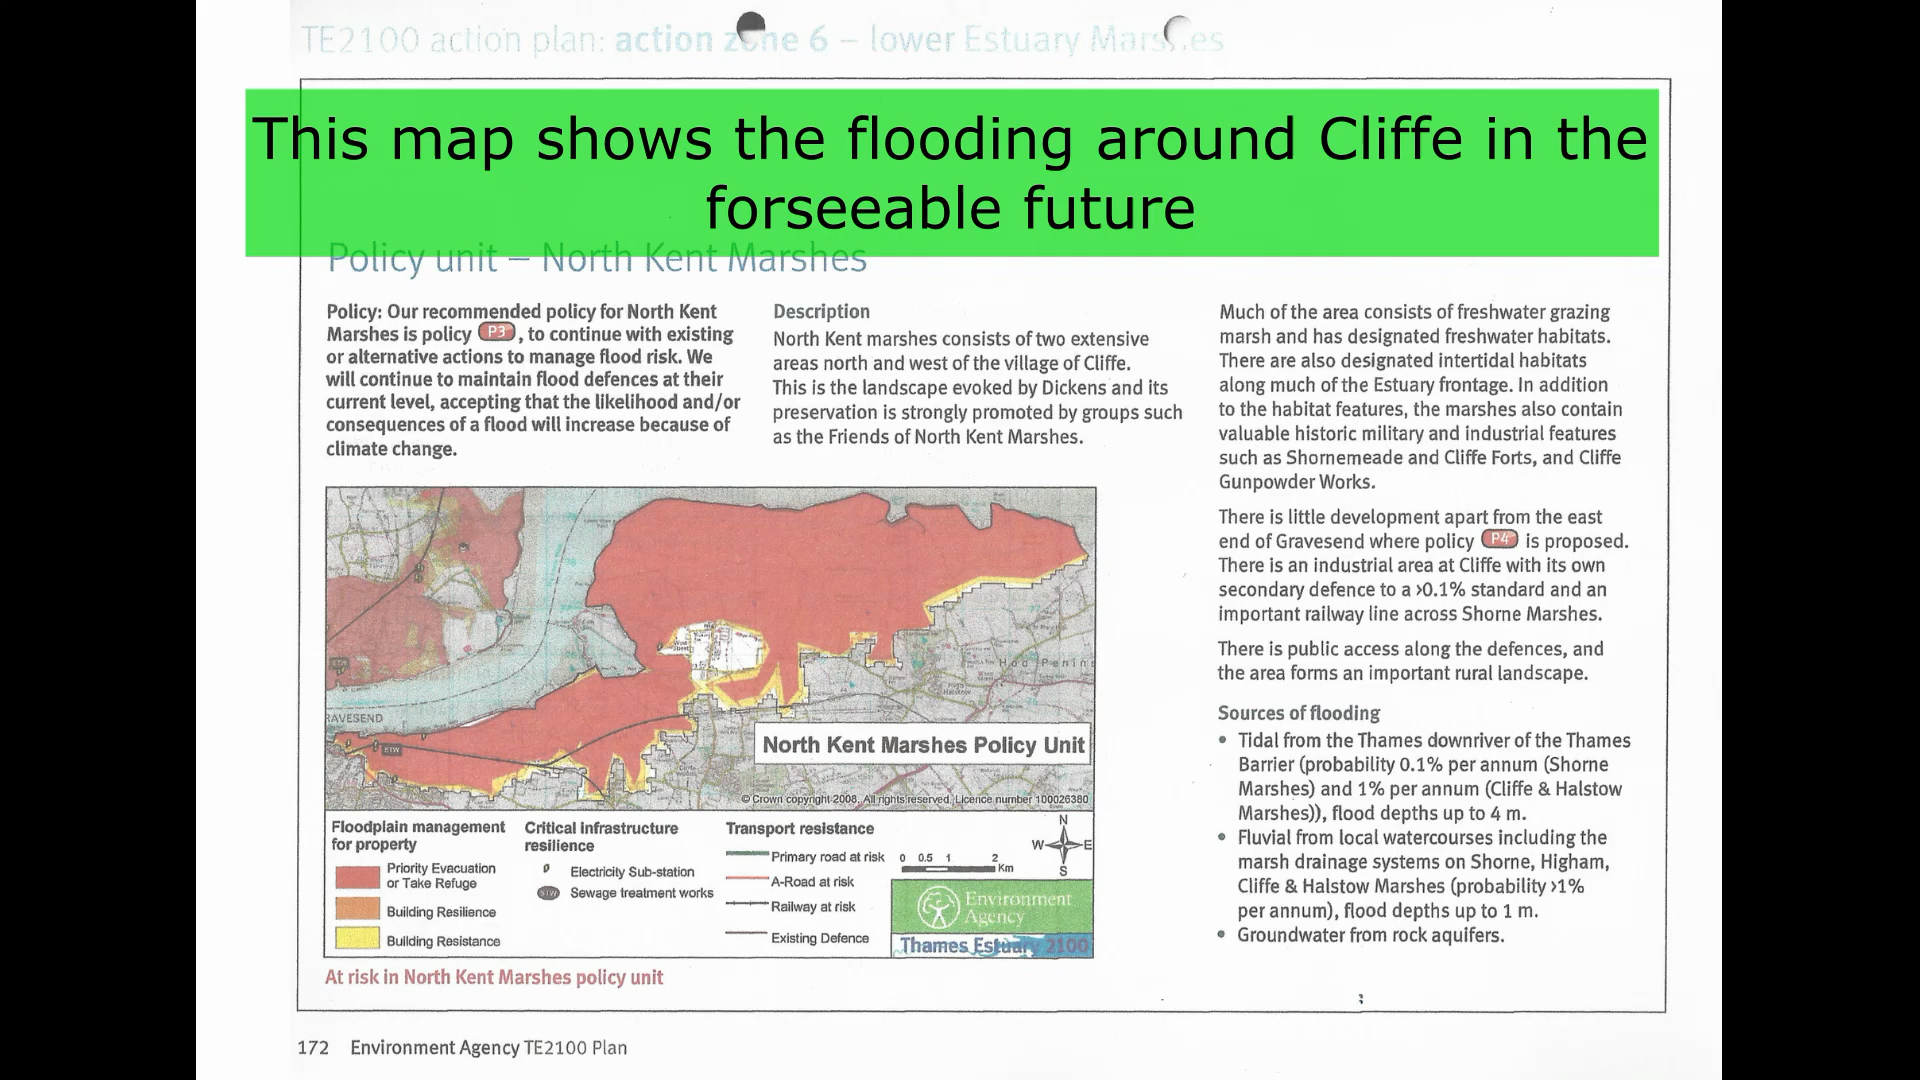 TE2100 action plan: action zone 6 – lower Estuary Marshes
This map shows the flooding around Cliffe in the
forseeable future
Policy unit – North Kent Marshes
Policy: Our recommended policy for North Kent
Marshes is policy P3, to continue with existing
or alternative actions to manage flood risk. We
will continue to maintain flood defences at their
current level, accepting that the likelihood and/or
consequences of a flood will increase because of
climate change.
Description
North Kent marshes consists of two extensive
areas north and west of the village of Cliffe.
This is the landscape evoked by Dickens and its
preservation is strongly promoted by groups such
as the Friends of North Kent Marshes.
RAVESEND
STW
STW
Hoo Penins
North Kent Marshes Policy Unit
© Crown copyright 2008. All rights reserved. Licence number 100026380
Floodplain management
for property
Priority Evacuation
or Take Refuge
Building Resilience
Building Resistance
Critical infrastructure
resilience
Electricity Sub-station
STW Sewage treatment works
Transport resistance
Primary road at risk
A-Road at risk
Railway at risk
Existing Defence
N
W E
S
0 0.5 1 2
Km
Environment
Agency
Thames Estuary 2100
At risk in North Kent Marshes policy unit
Much of the area consists of freshwater grazing
marsh and has designated freshwater habitats.
There are also designated intertidal habitats
along much of the Estuary frontage. In addition
to the habitat features, the marshes also contain
valuable historic military and industrial features
such as Shornemeade and Cliffe Forts, and Cliffe
Gunpowder Works.
There is little development apart from the east
end of Gravesend where policy P4 is proposed.
There is an industrial area at Cliffe with its own
secondary defence to a >0.1% standard and an
important railway line across Shorne Marshes.
There is public access along the defences, and
the area forms an important rural landscape.
Sources of flooding
• Tidal from the Thames downriver of the Thames
Barrier (probability 0.1% per annum (Shorne
Marshes) and 1% per annum (Cliffe & Halstow
Marshes)), flood depths up to 4 m.
• Fluvial from local watercourses including the
marsh drainage systems on Shorne, Higham,
Cliffe & Halstow Marshes (probability >1%
per annum), flood depths up to 1 m.
• Groundwater from rock aquifers.
172 Environment Agency TE2100 Plan